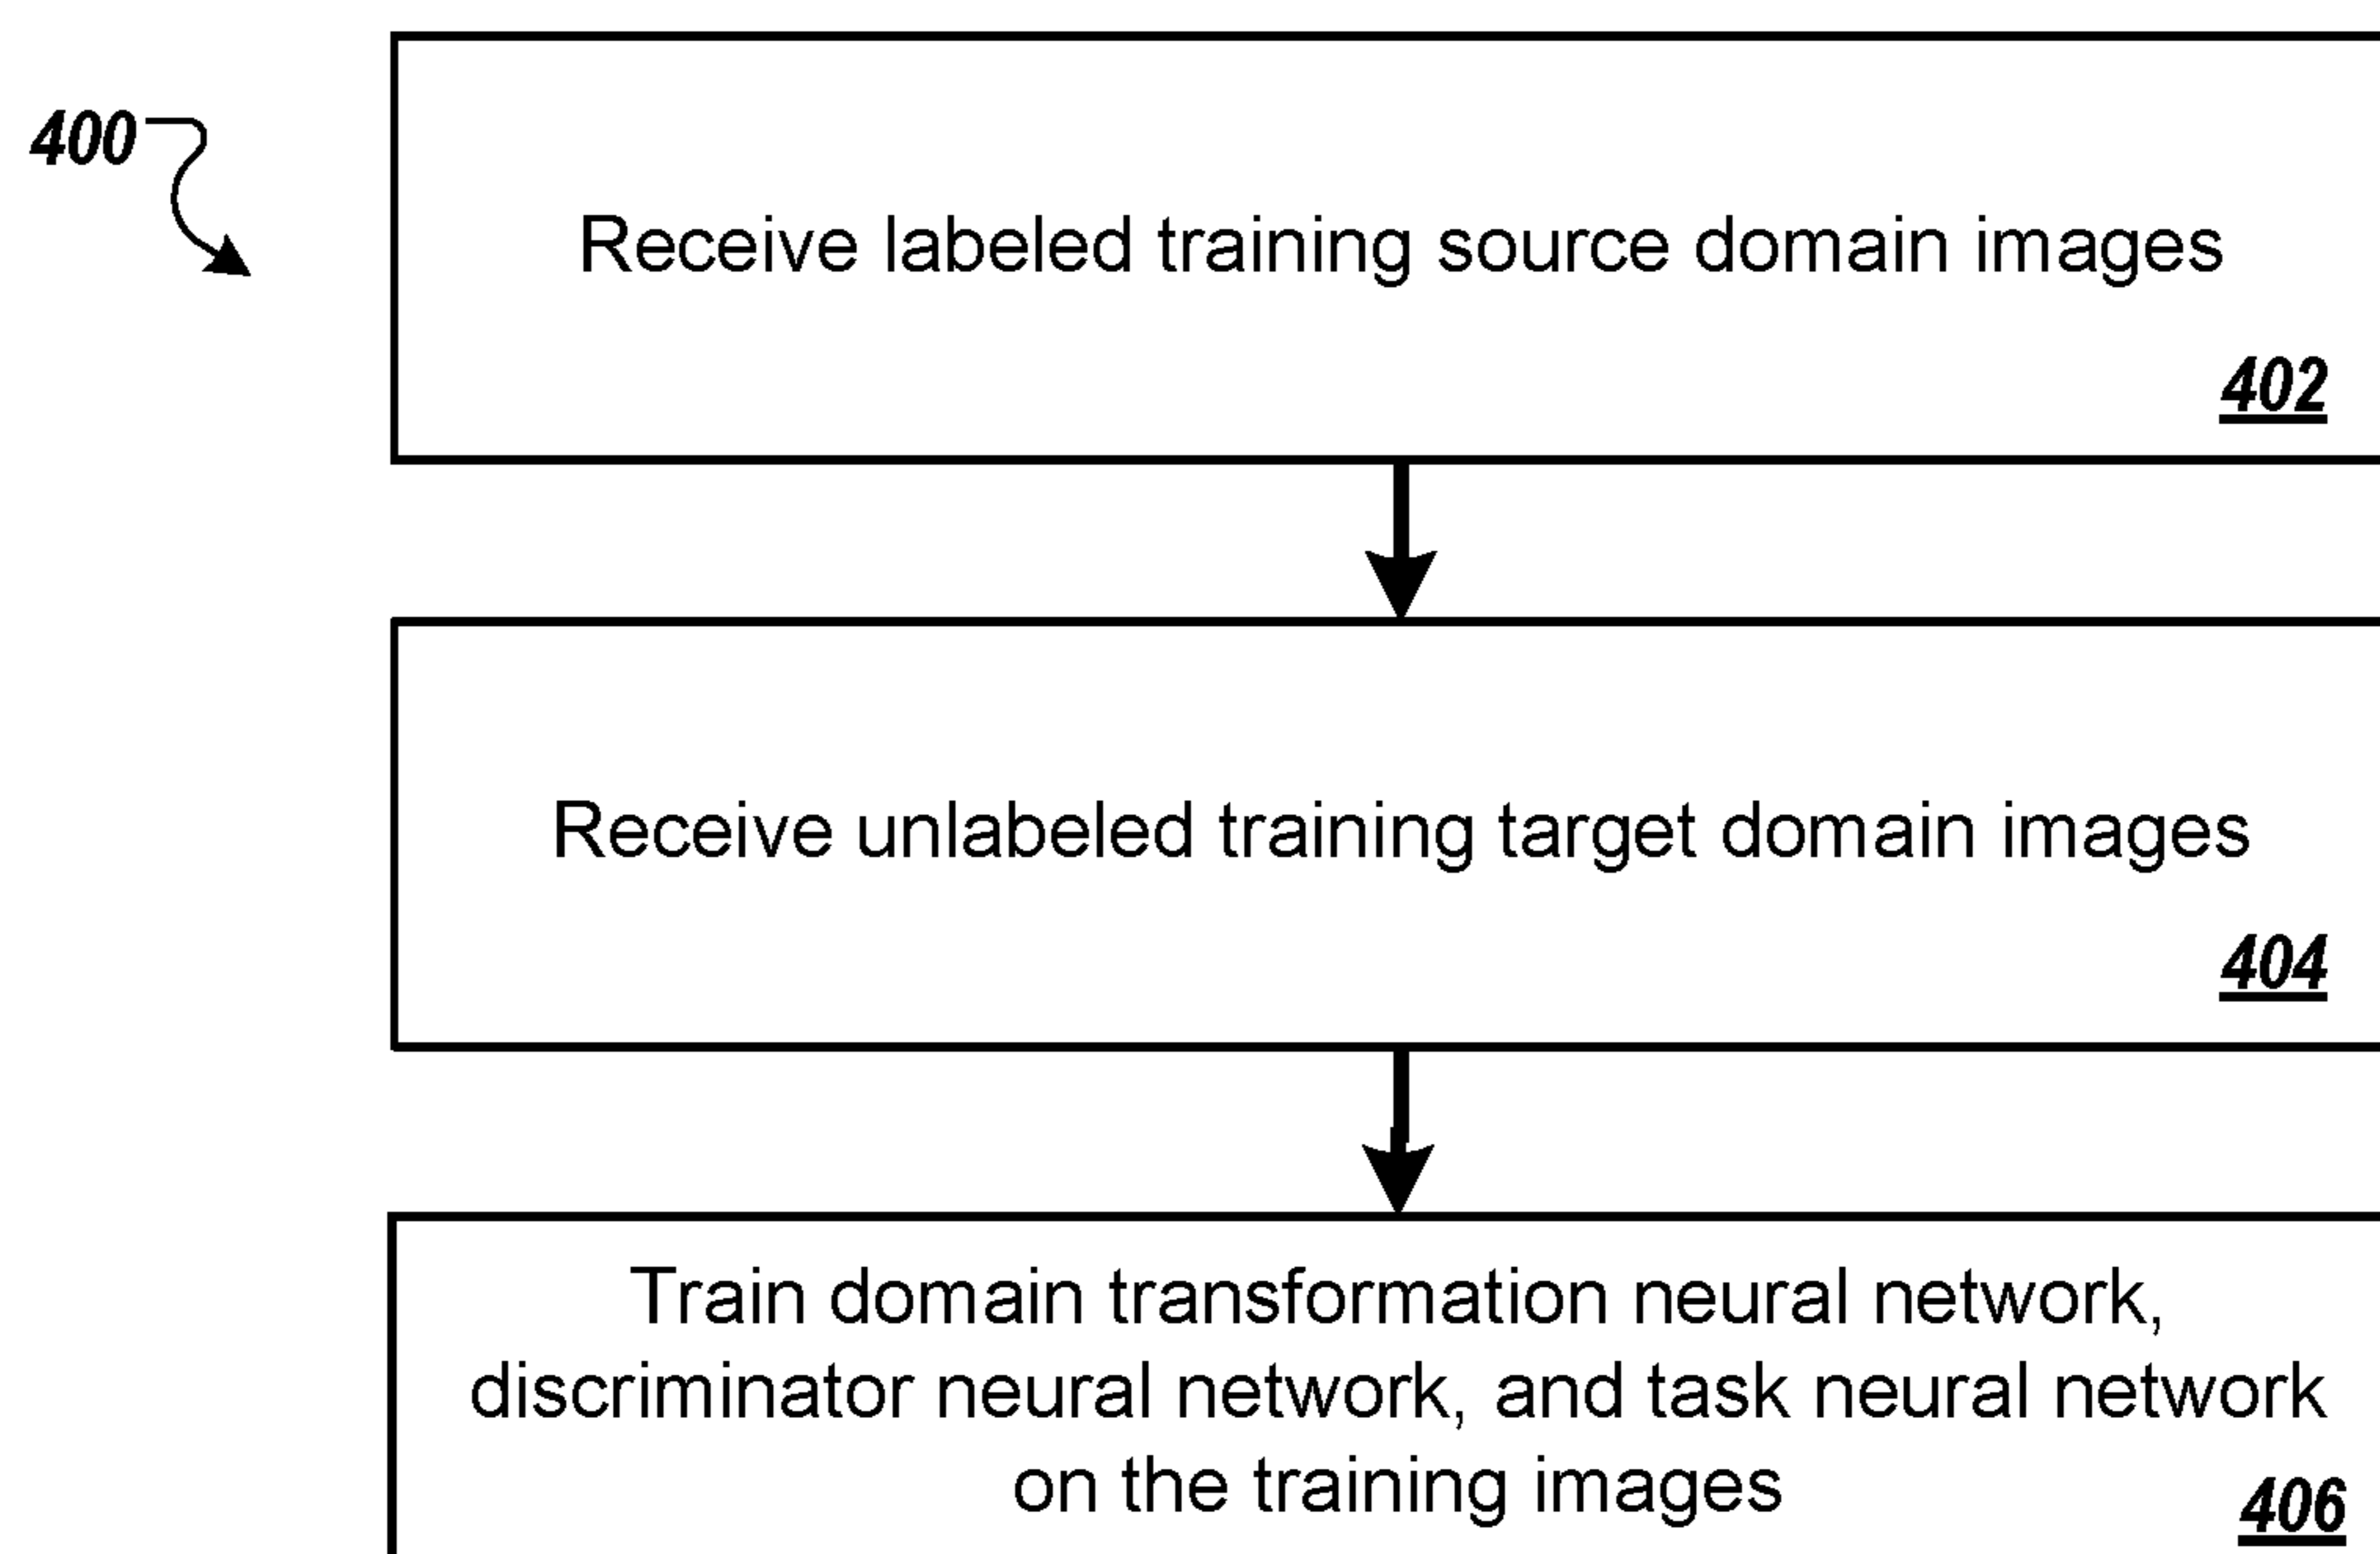 400
Receive labeled training source domain images
402
Receive unlabeled training target domain images
404
Train domain transformation neural network,
discriminator neural network, and task neural network
on the training images
406